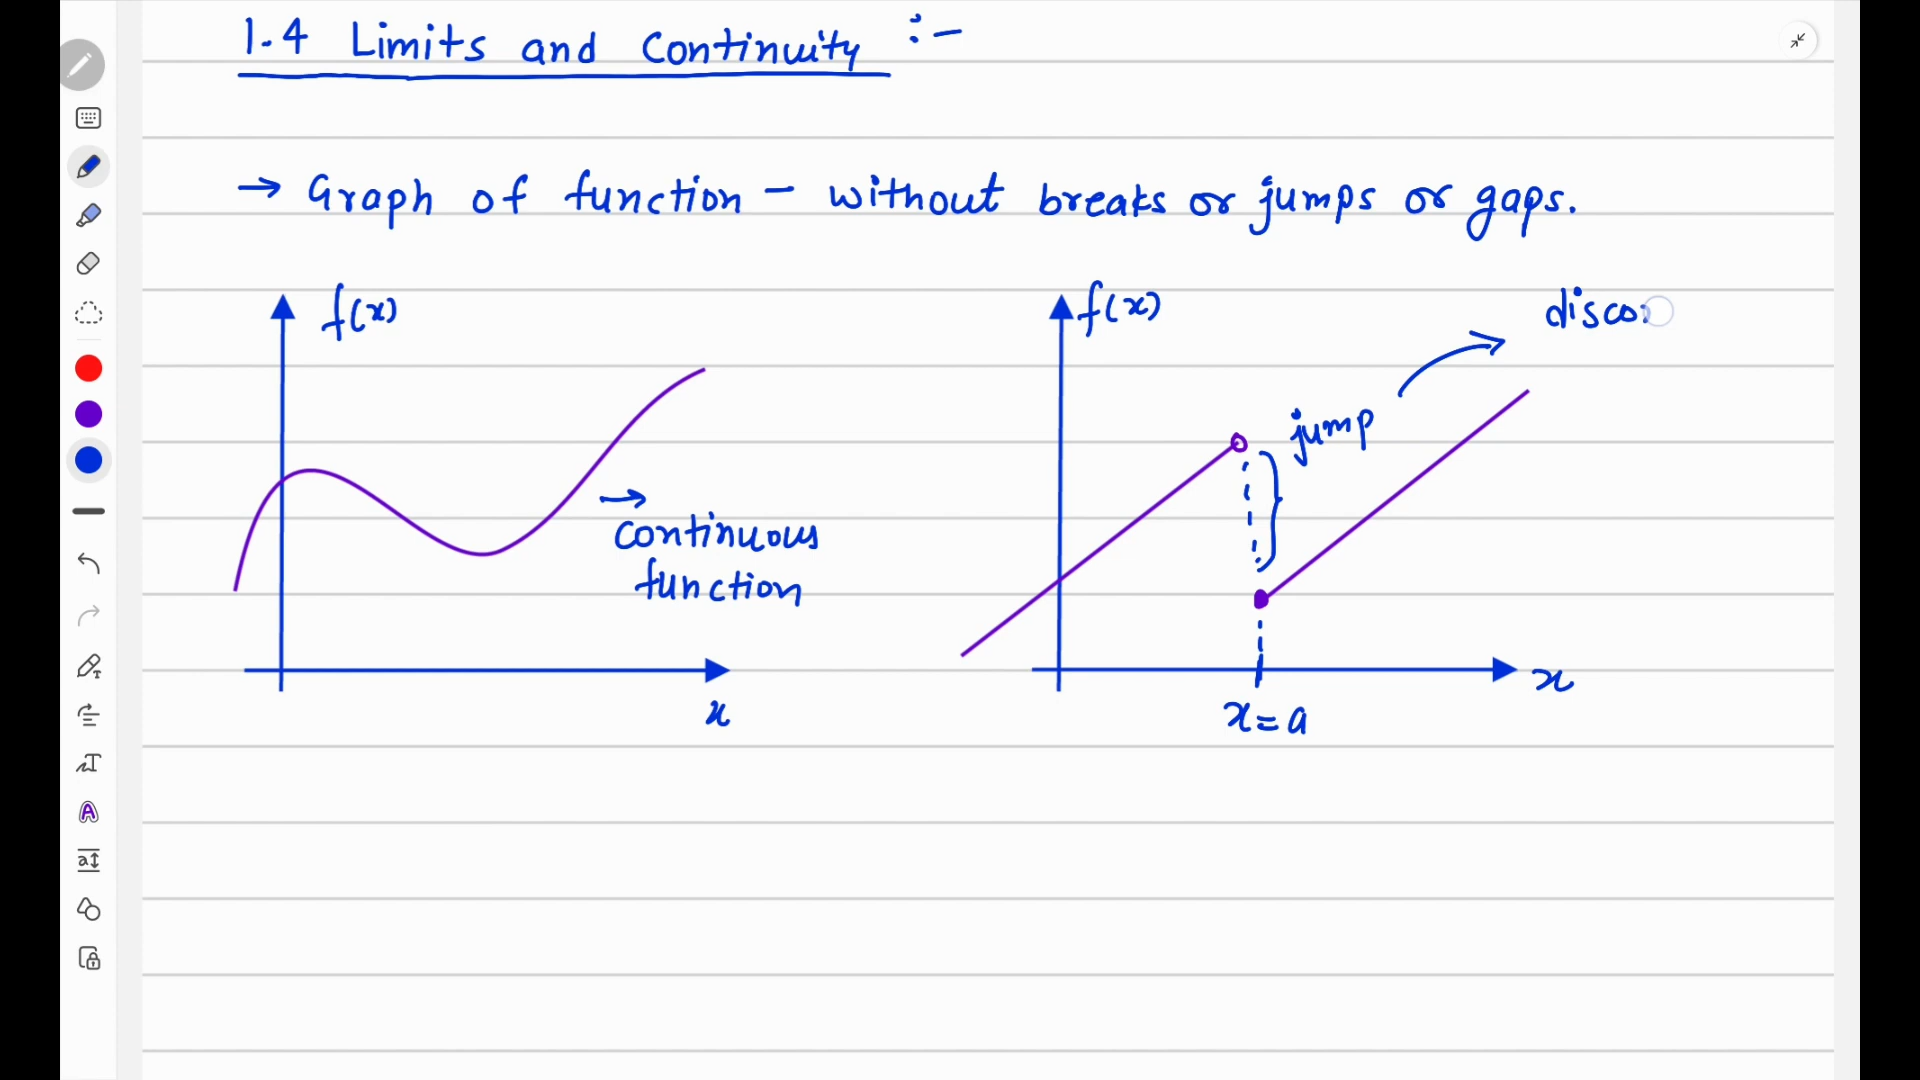 1.4 Limits and Continuity :-
→ Graph of function - without breaks or jumps or gaps.
f(x)
continuous
function
x
f(x)
disco
jump
x
x = a